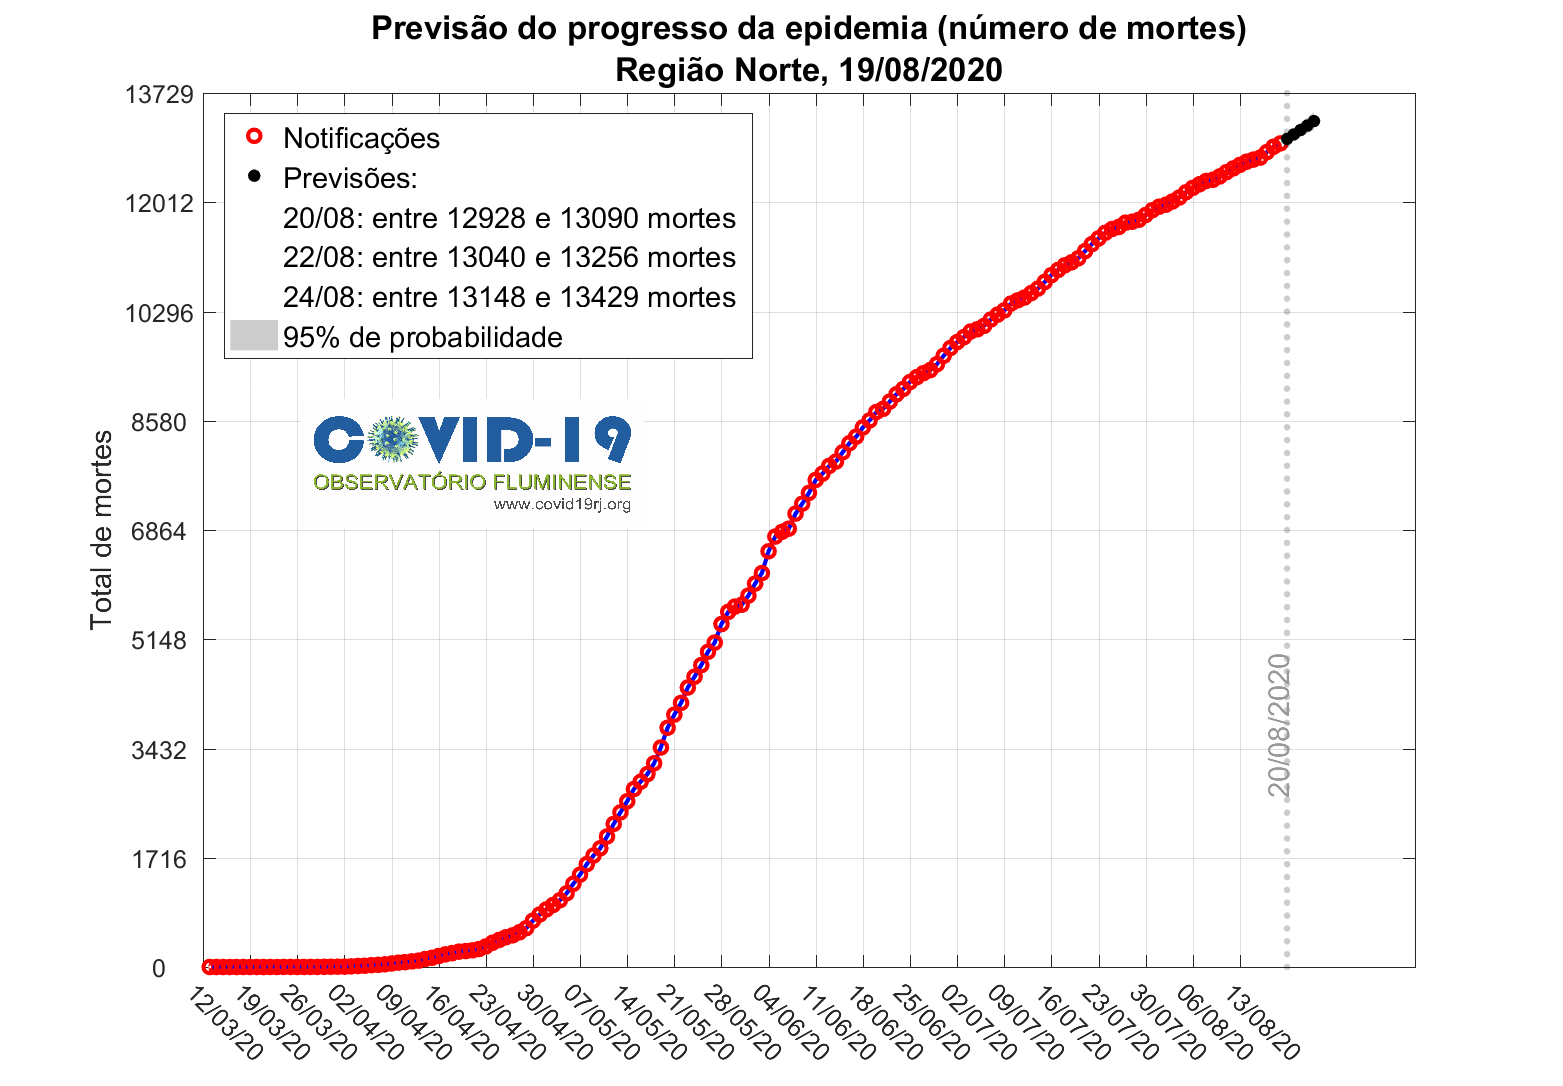 Previsão do progresso da epidemia (número de mortes)
Região Norte, 19/08/2020
13729
12012
10296
8580
6864
5148
3432
1716
0
Total de mortes
Notificações
Previsões:
20/08: entre 12928 e 13090 mortes
22/08: entre 13040 e 13256 mortes
24/08: entre 13148 e 13429 mortes
95% de probabilidade
COVID-19
OBSERVATÓRIO FLUMINENSE
www.covid19rj.org
20/08/2020
12/03/20
19/03/20
26/03/20
02/04/20
09/04/20
16/04/20
23/04/20
30/04/20
07/05/20
14/05/20
21/05/20
28/05/20
04/06/20
11/06/20
18/06/20
25/06/20
02/07/20
09/07/20
16/07/20
23/07/20
30/07/20
06/08/20
13/08/20